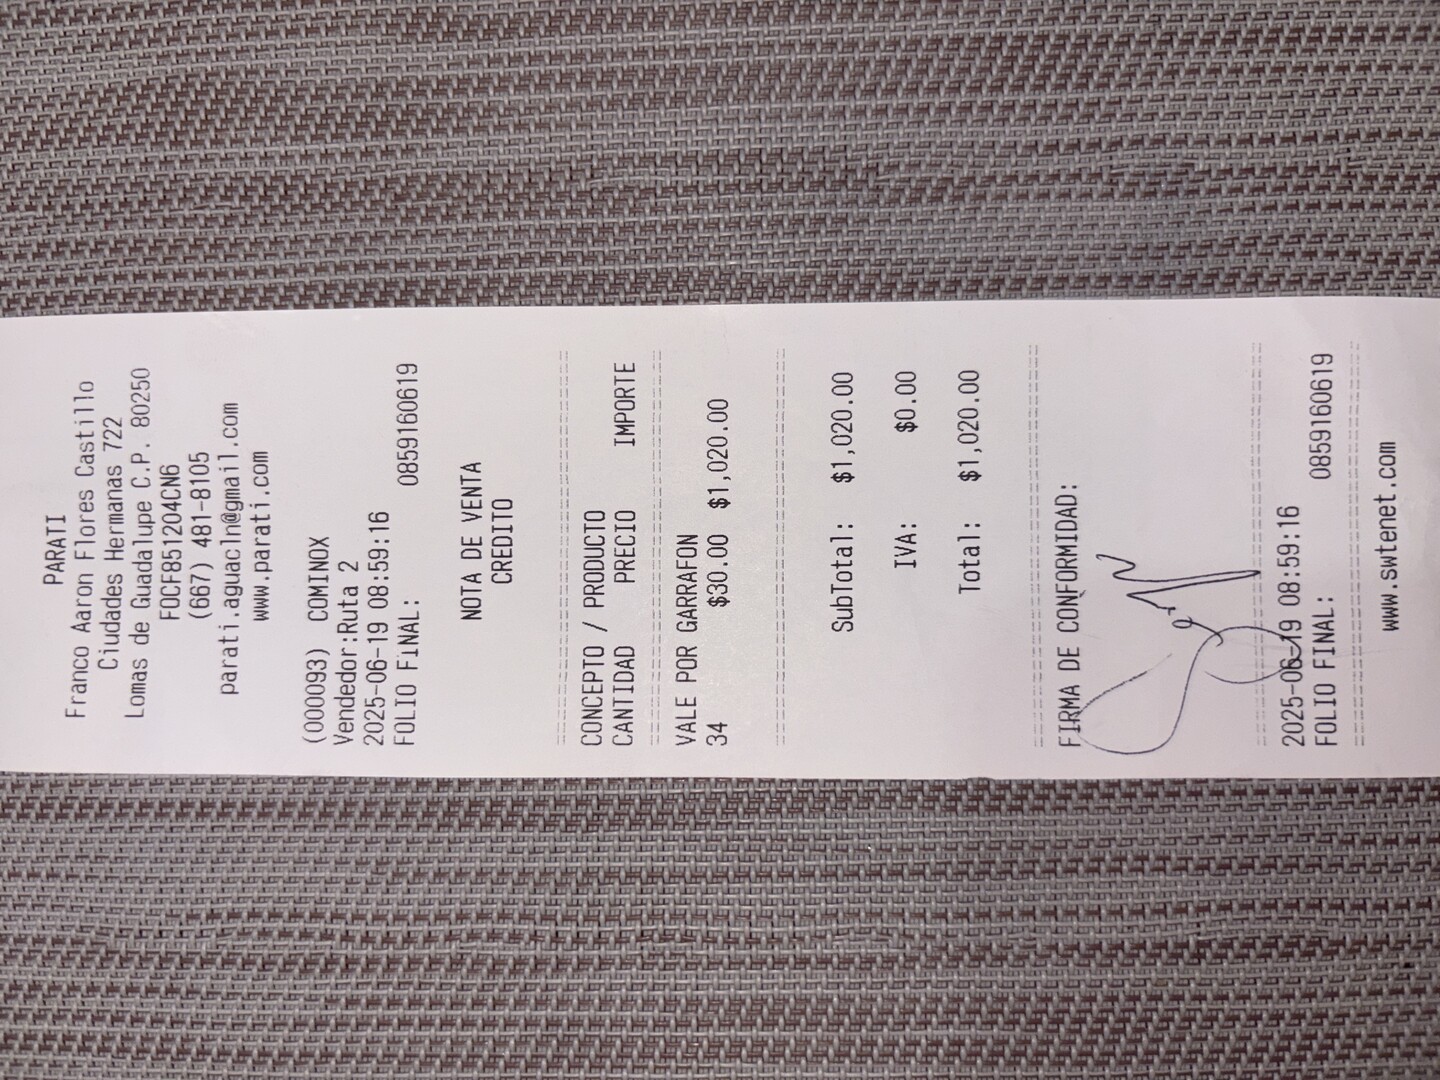 PARATI
Franco Aaron Flores Castillo
Ciudades Hermanas 722
Lomas de Guadalupe C.P. 80250
FOCF851204CN6
(667) 481-8105
parati.aguacln@gmail.com
www.parati.com
(000093) COMINOX
Vendedor:Ruta 2
2025-06-19 08:59:16
FOLIO FINAL: 0859160619
NOTA DE VENTA
CREDITO
CONCEPTO / PRODUCTO
CANTIDAD PRECIO IMPORTE
VALE POR GARRAFON
34 $30.00 $1,020.00
SubTotal: $1,020.00
IVA: $0.00
Total: $1,020.00
FIRMA DE CONFORMIDAD:
2025-06-19 08:59:16
FOLIO FINAL: 0859160619
www.swtenet.com